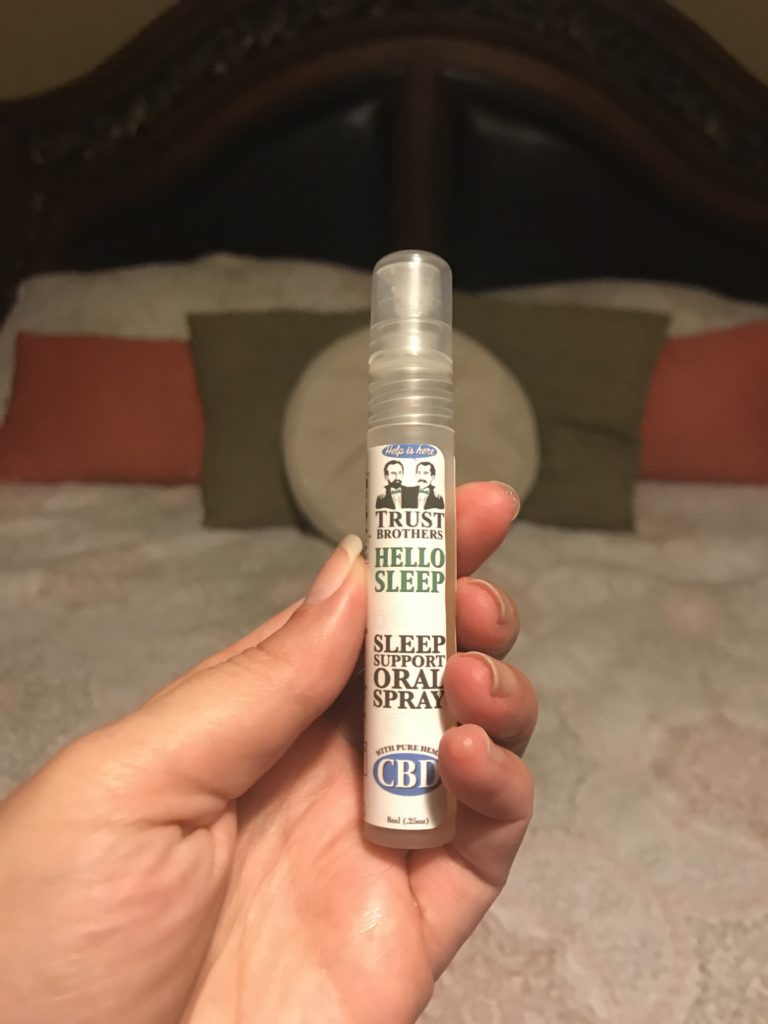 Help is here
TRUST
BROTHERS
HELLO
SLEEP
SLEEP
SUPPORT
ORAL
SPRAY
WITH PURE HEMP
CBD
8ml (.25oz)